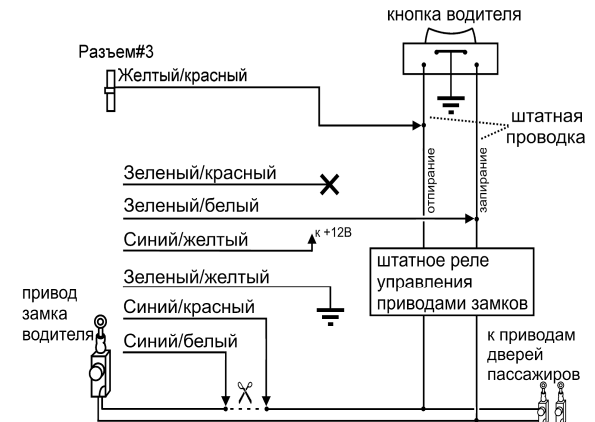 кнопка водителя
Разъем#3
Желтый/красный
штатная
проводка
Зеленый/красный
отпирание
запирание
Зеленый/белый
Синий/желтый
к +12В
штатное реле
управления
приводами замков
Зеленый/желтый
привод
замка
водителя
Синий/красный
Синий/белый
к приводам
дверей
пассажиров